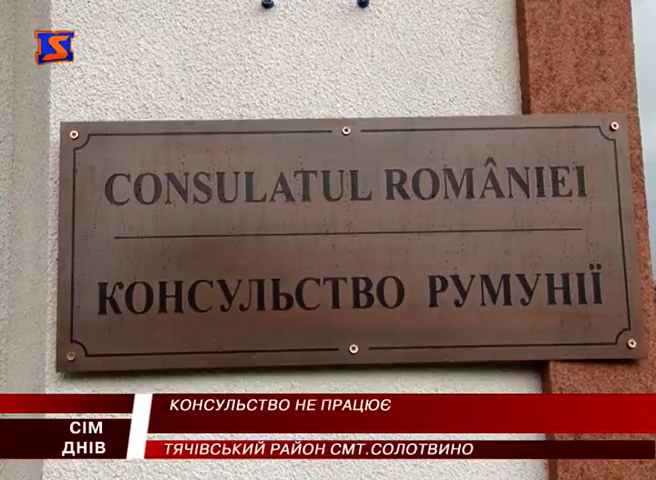 CONSULATUL ROMÂNIEI
КОНСУЛЬСТВО РУМУНІЇ
КОНСУЛЬСТВО НЕ ПРАЦЮЄ
СІМ
ДНІВ
ТЯЧІВСЬКИЙ РАЙОН СМТ.СОЛОТВИНО